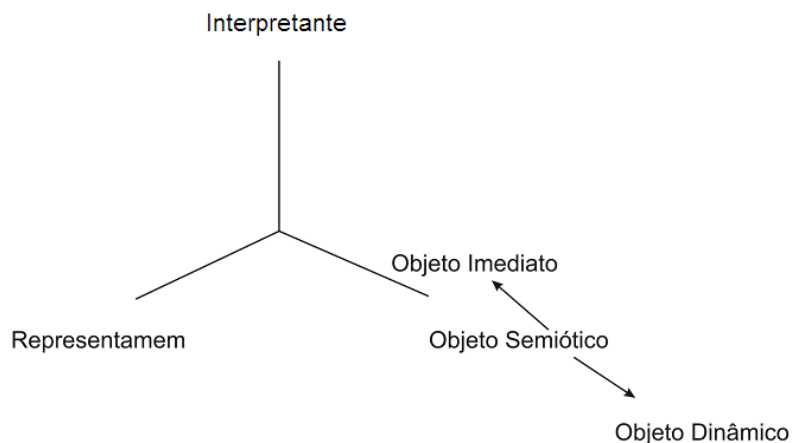 Interpretante
Objeto Imediato
Representamem
Objeto Semiótico
Objeto Dinâmico